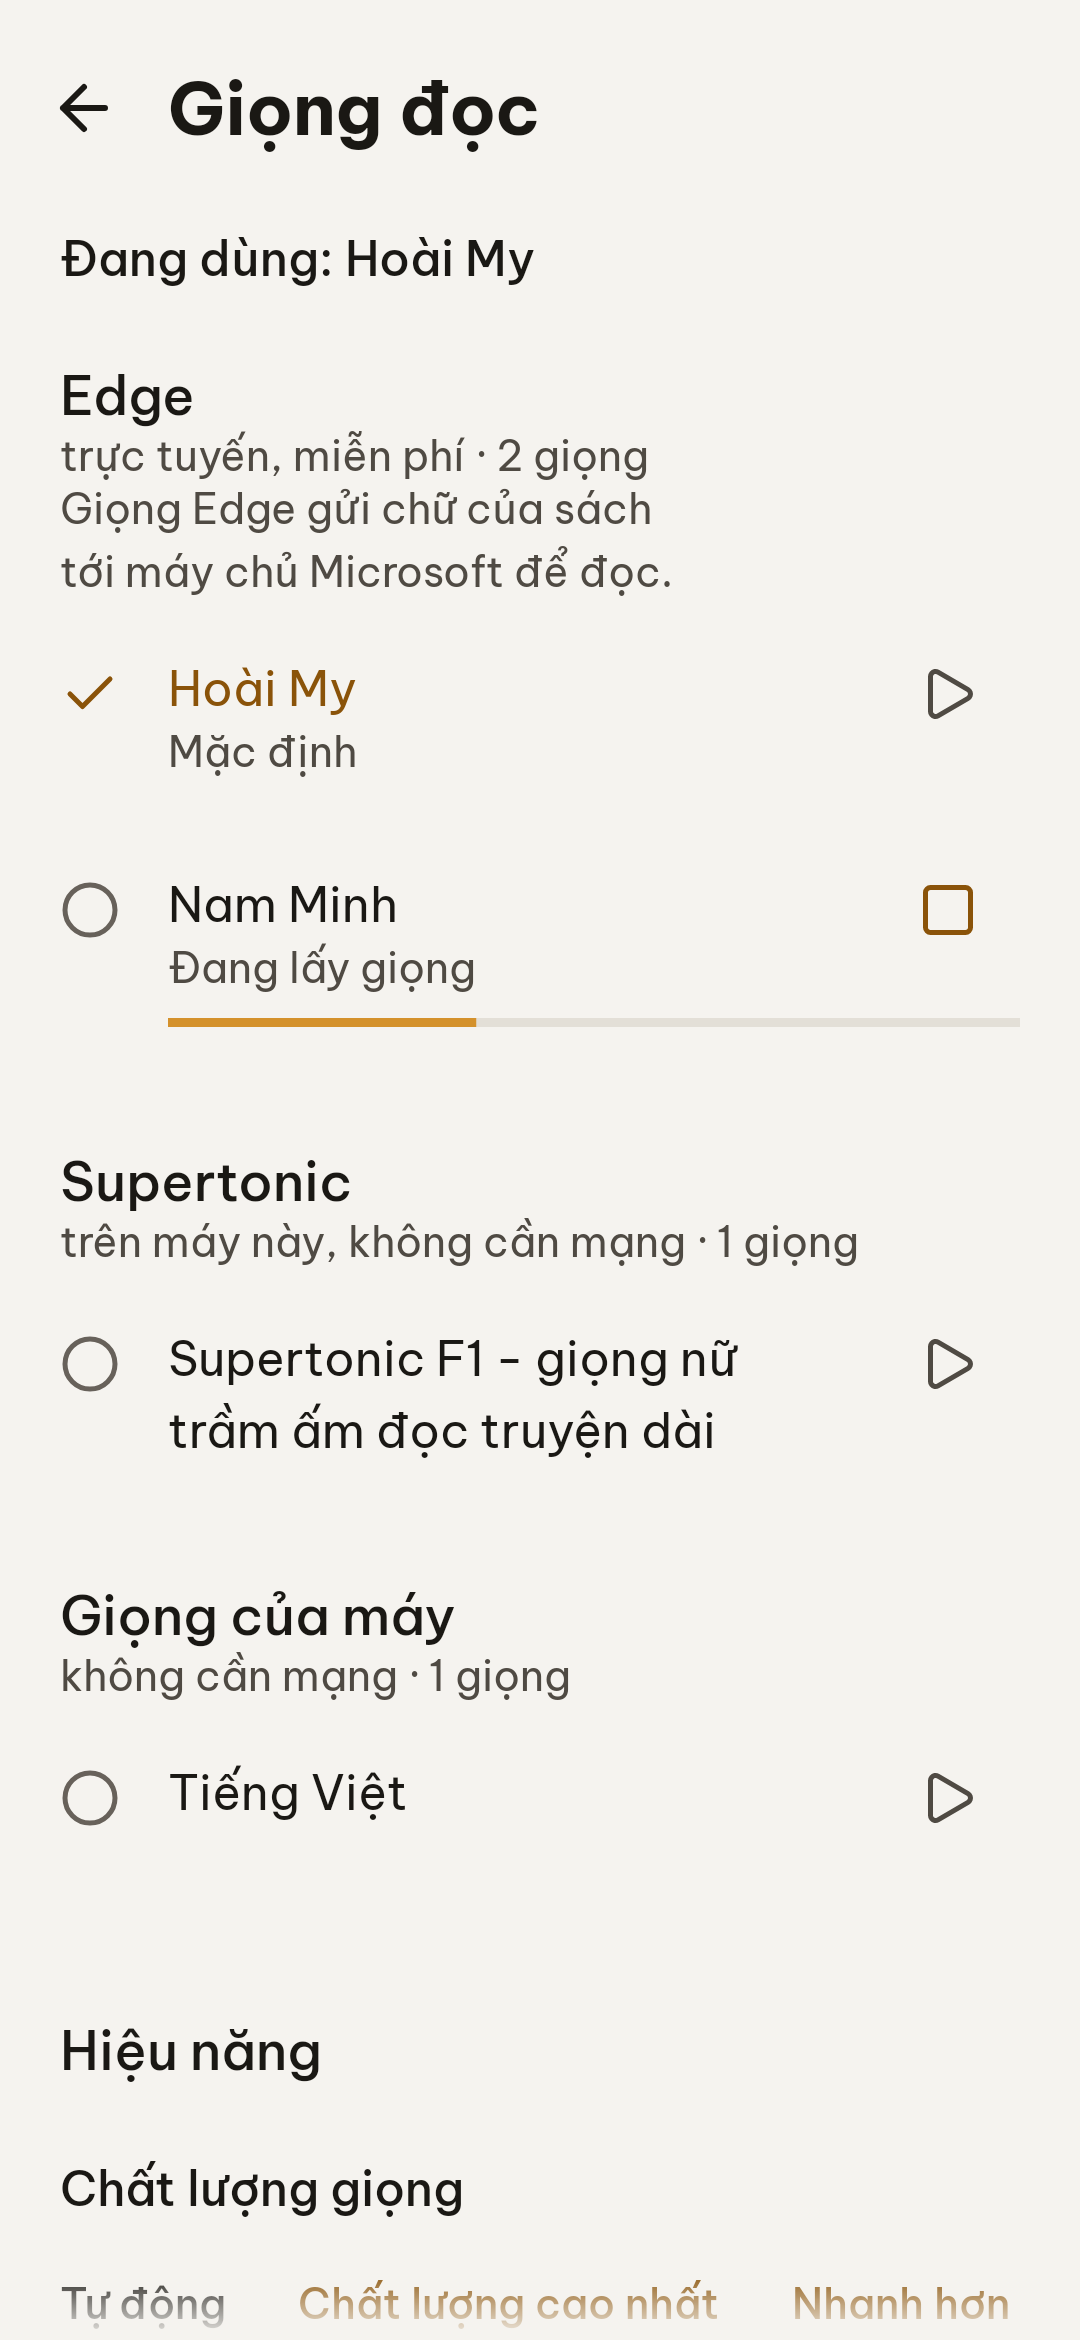 Giọng đọc
Đang dùng: Hoài My
Edge
trực tuyến, miễn phí · 2 giọng
Giọng Edge gửi chữ của sách
tới máy chủ Microsoft để đọc.
Hoài My
Mặc định
Nam Minh
Đang lấy giọng
Supertonic
trên máy này, không cần mạng · 1 giọng
Supertonic F1 – giọng nữ
trầm ấm đọc truyện dài
Giọng của máy
không cần mạng · 1 giọng
Tiếng Việt
Hiệu năng
Chất lượng giọng
Tự động Chất lượng cao nhất Nhanh hơn